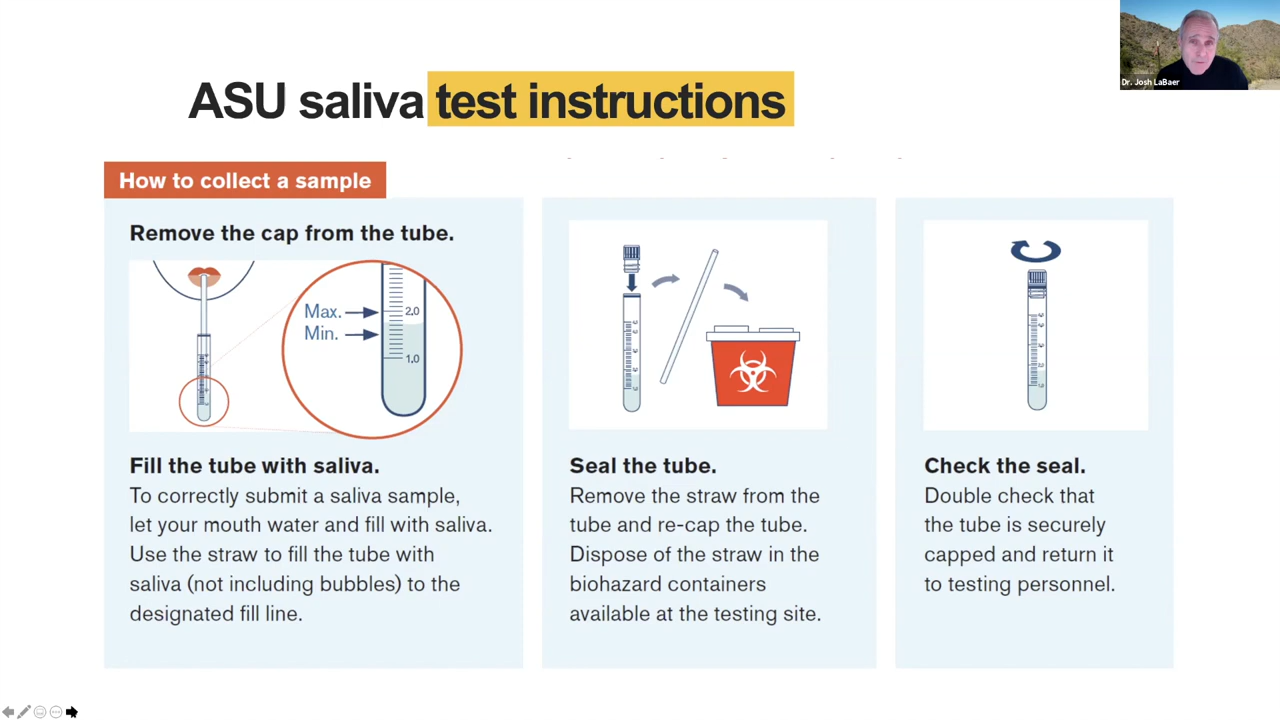 Dr. Josh LaBaer
ASU saliva test instructions
How to collect a sample
Remove the cap from the tube.
Max.
Min.
2,0
1,0
Fill the tube with saliva.
To correctly submit a saliva sample,
let your mouth water and fill with saliva.
Use the straw to fill the tube with
saliva (not including bubbles) to the
designated fill line.
Seal the tube.
Remove the straw from the
tube and re-cap the tube.
Dispose of the straw in the
biohazard containers
available at the testing site.
Check the seal.
Double check that
the tube is securely
capped and return it
to testing personnel.